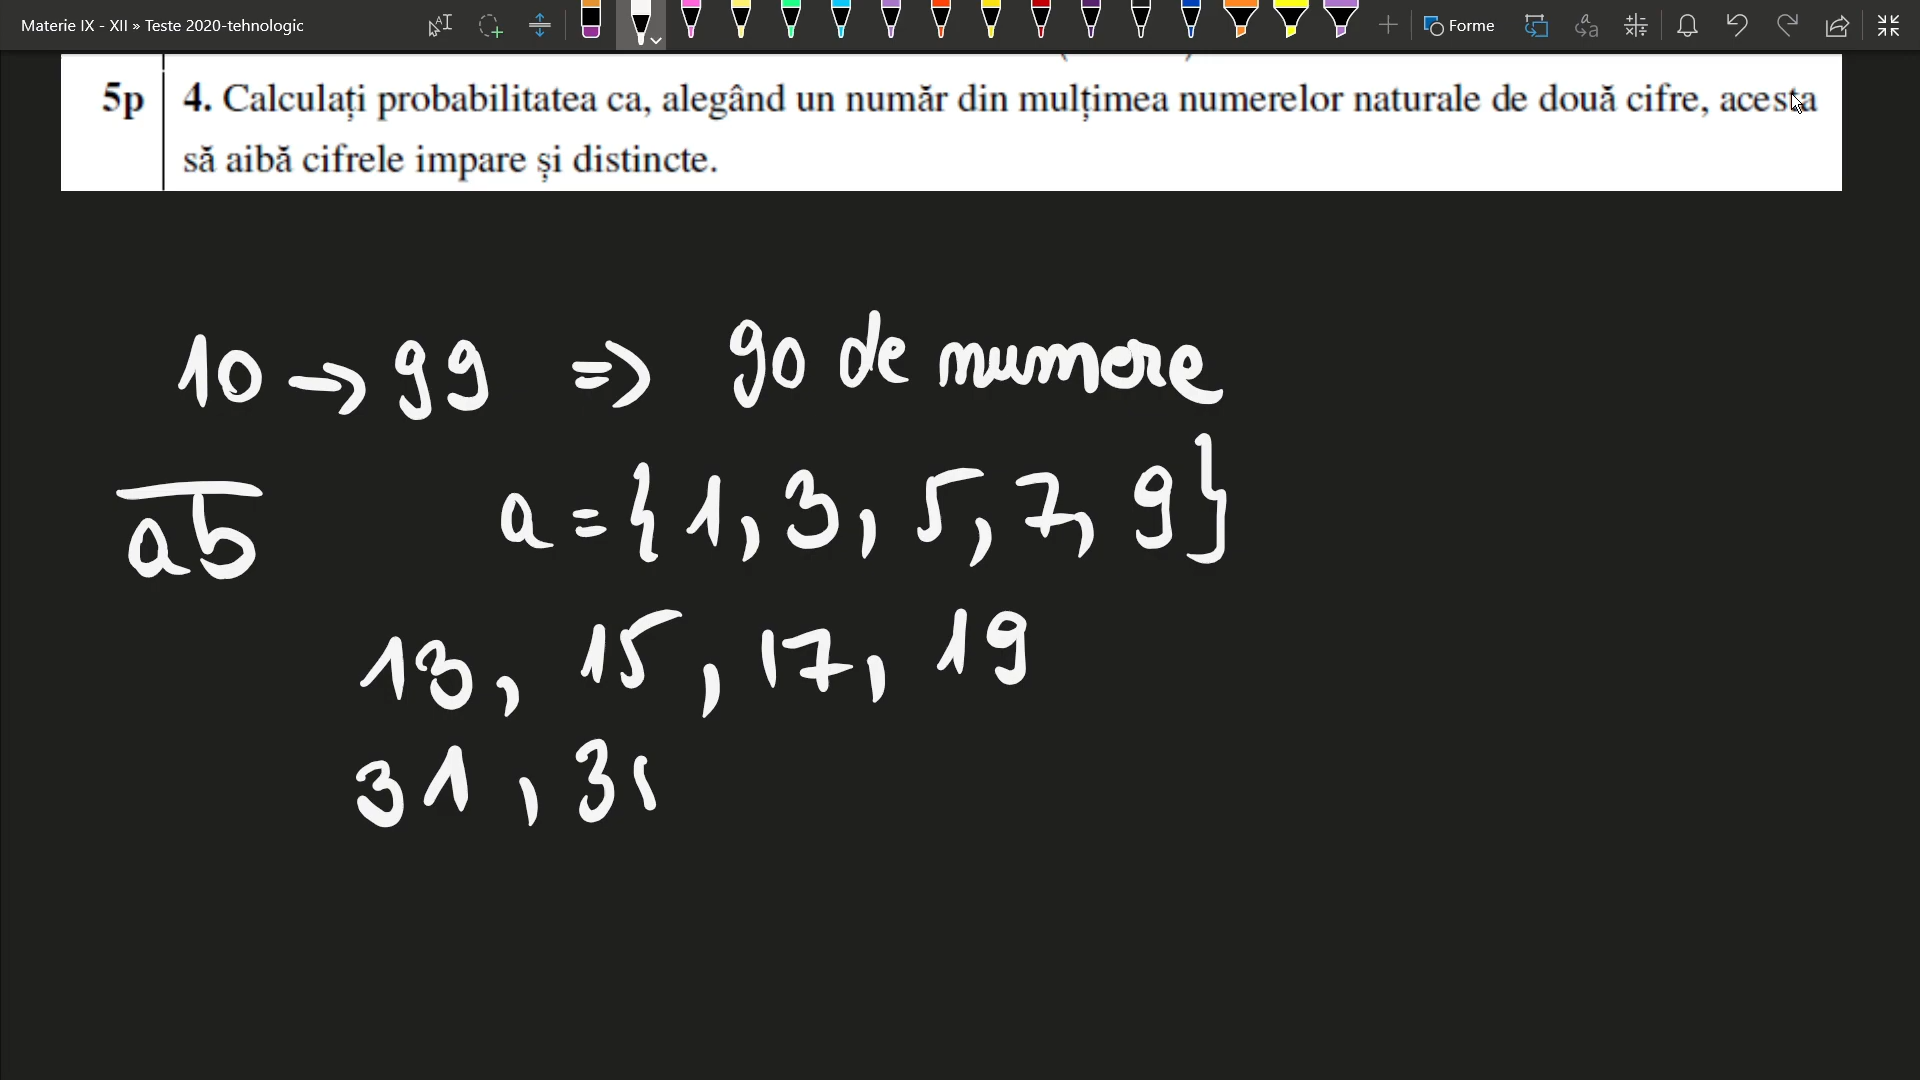 Materie IX - XII » Teste 2020-tehnologic
Forme
5p 4. Calculați probabilitatea ca, alegând un număr din mulțimea numerelor naturale de două cifre, acesta
să aibă cifrele impare și distincte.
10 → 99 => 90 de numere
ab a = {1, 3, 5, 7, 9}
13, 15, 17, 19
31, 3